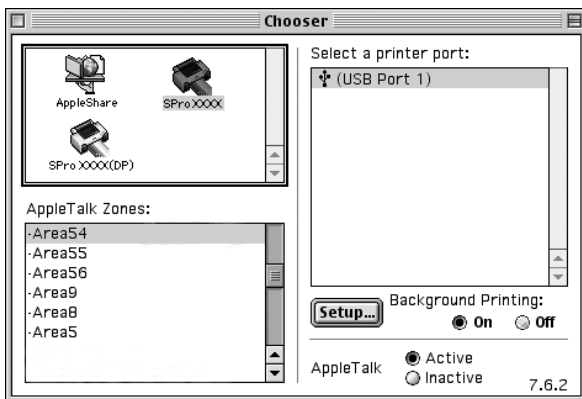 Chooser
AppleShare
SPro XXXX
SPro XXXX(DP)
AppleTalk Zones:
-Area54
-Area55
-Area56
-Area9
-Area8
-Area5
Select a printer port:
(USB Port 1)
Setup...
Background Printing:
On Off
AppleTalk
Active
Inactive
7.6.2